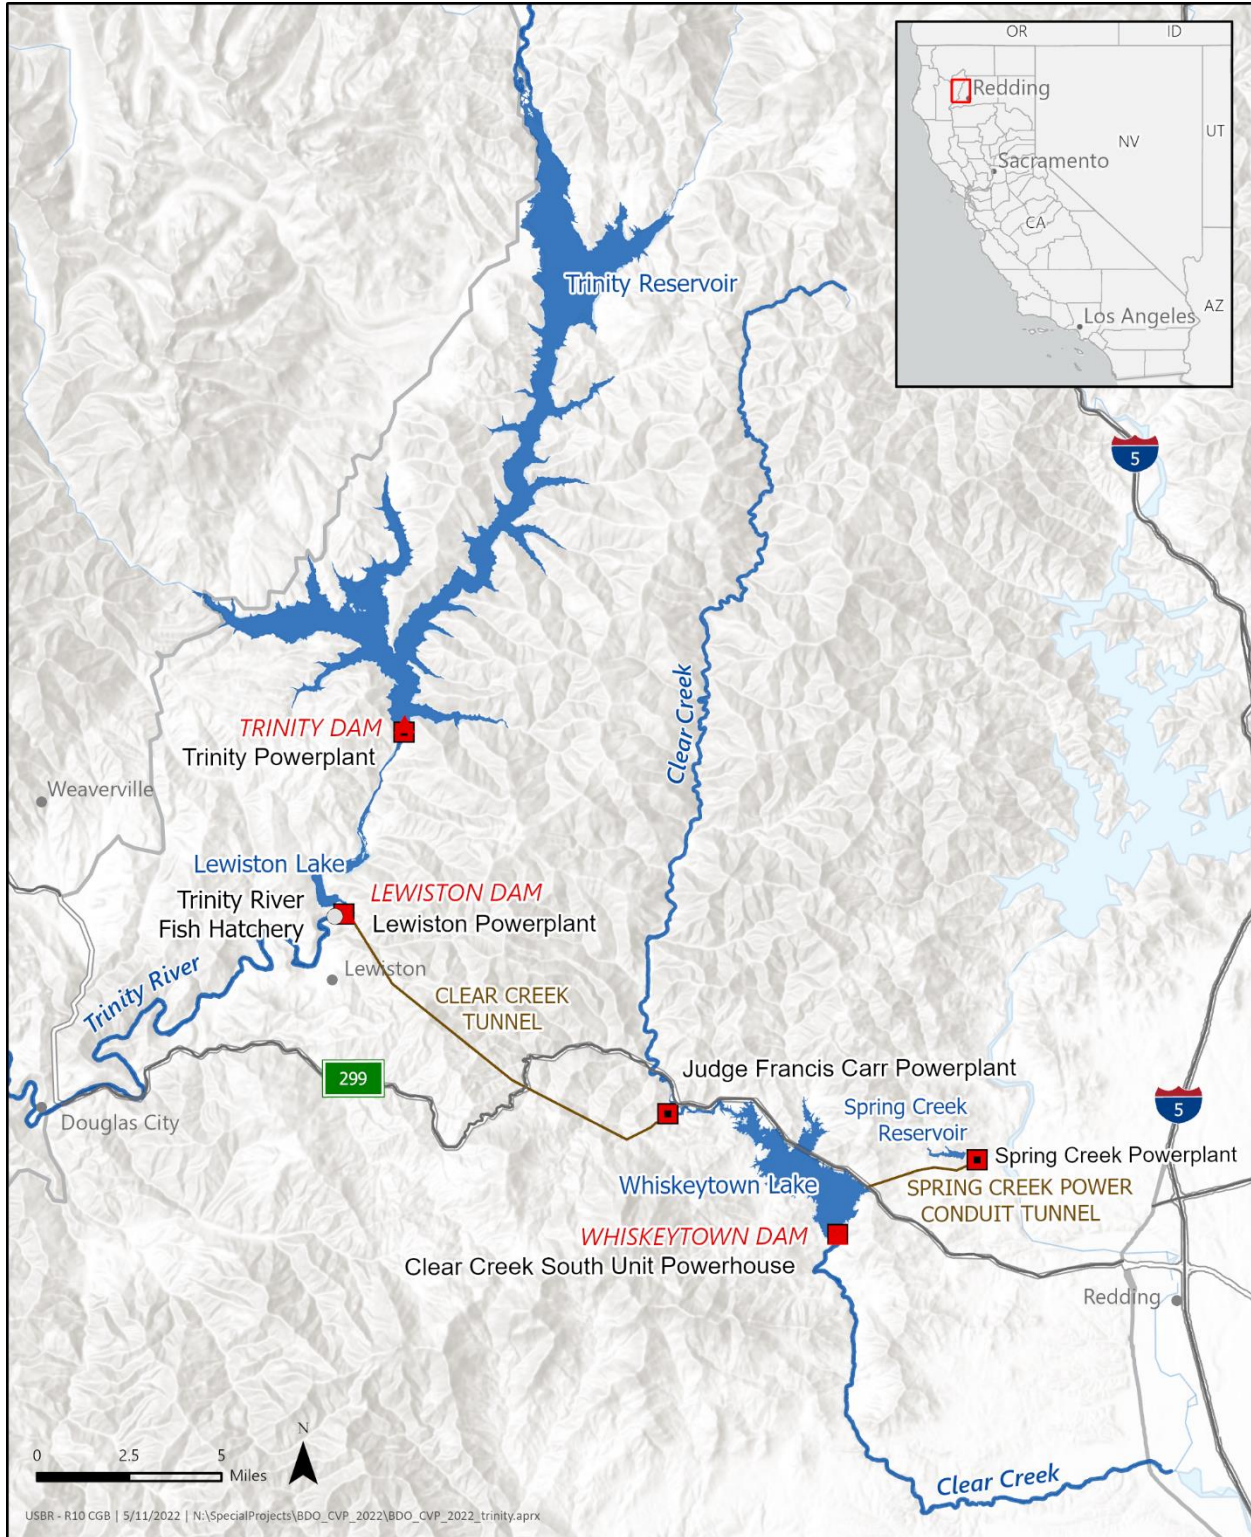 OR
ID
Redding
NV
UT
Sacramento
CA
AZ
Los Angeles
Trinity Reservoir
5
Clear Creek
TRINITY DAM
Trinity Powerplant
Weaverville
Lewiston Lake
LEWISTON DAM
Trinity River
Fish Hatchery
Lewiston Powerplant
Lewiston
Trinity River
CLEAR CREEK
TUNNEL
299
Judge Francis Carr Powerplant
5
Douglas City
Spring Creek
Reservoir
Spring Creek Powerplant
Whiskeytown Lake
SPRING CREEK POWER
CONDUIT TUNNEL
WHISKEYTOWN DAM
Clear Creek South Unit Powerhouse
Redding
N
0 2.5 5
Miles
Clear Creek
USBR - R10 CGB | 5/11/2022 | N:\SpecialProjects\BDO_CVP_2022\BDO_CVP_2022_trinity.aprx